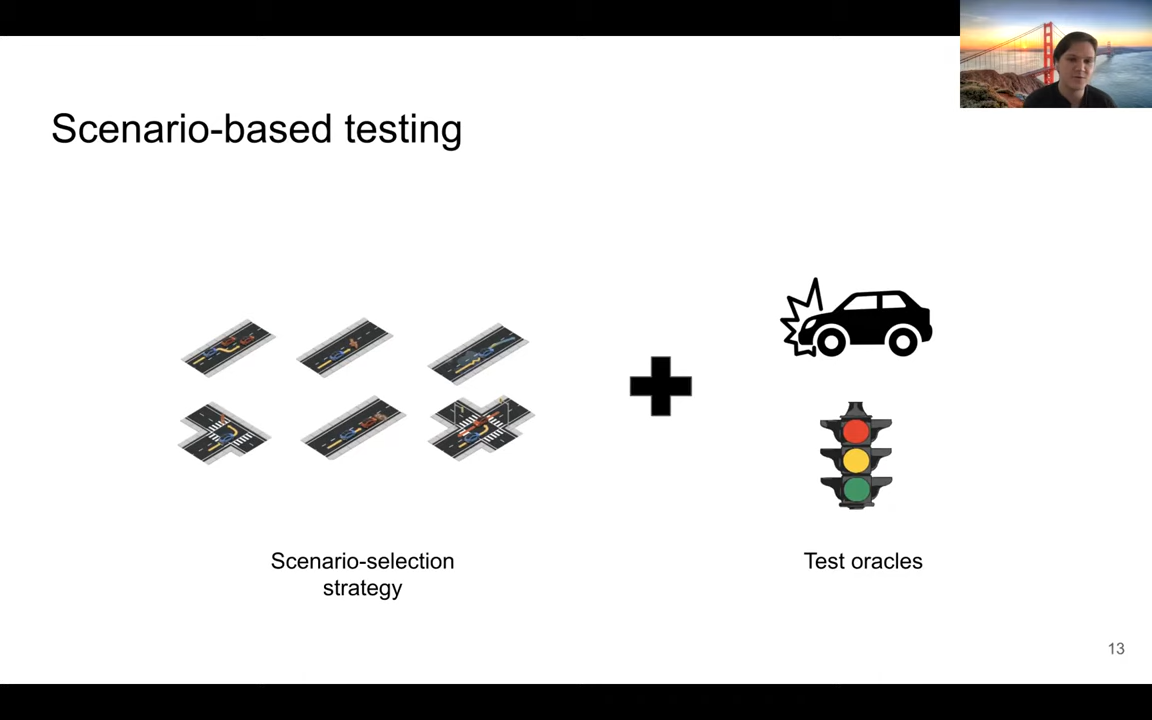 Scenario-based testing
Scenario-selection
strategy
Test oracles
13